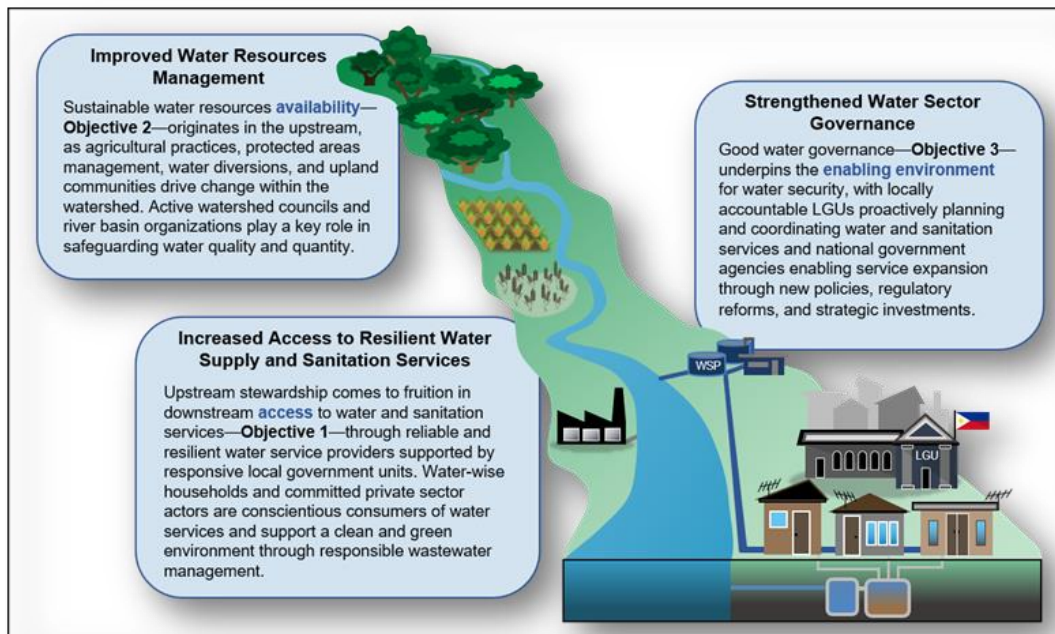 Improved Water Resources
Management
Sustainable water resources availability—
Objective 2—originates in the upstream,
as agricultural practices, protected areas
management, water diversions, and upland
communities drive change within the
watershed. Active watershed councils and
river basin organizations play a key role in
safeguarding water quality and quantity.
Strengthened Water Sector
Governance
Good water governance—Objective 3—
underpins the enabling environment
for water security, with locally
accountable LGUs proactively planning
and coordinating water and sanitation
services and national government
agencies enabling service expansion
through new policies, regulatory
reforms, and strategic investments.
Increased Access to Resilient Water
Supply and Sanitation Services
Upstream stewardship comes to fruition in
downstream access to water and sanitation
services—Objective 1—through reliable and
resilient water service providers supported by
responsive local government units. Water-wise
households and committed private sector
actors are conscientious consumers of water
services and support a clean and green
environment through responsible wastewater
management.
WSP
LGU